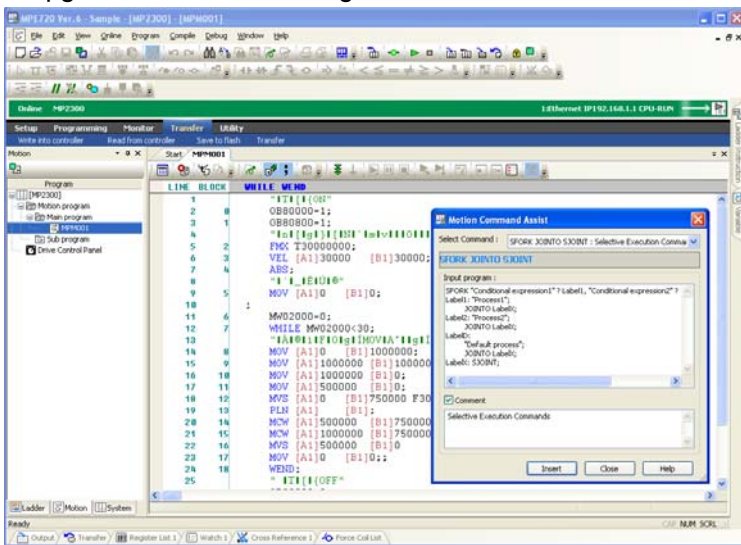 MPE720 Ver.6 - Sample - [MP2300] - [MPM001]
File Edit View Online Program Compile Debug Window Help
Online MP2300
CPU-RUN
Setup Programming Monitor Transfer Utility
Write into controller Read from controller Save to flash Transfer
Motion
Start MPM001
Program
[MP2300]
Motion program
Main program
MPM001
Sub program
Drive Control Panel
LINE BLOCK WHILE WEND
1
2 0 OB80000=1;
3 1 OB80800=1;
4
5 2 FMX T30000000;
6 3 VEL [A1]30000 [B1]30000;
7 4 ABS;
8
9 5 MOV [A1]0 [B1]0;
10 ;
11 6 MW02000=0;
12 7 WHILE MW02000<30;
13
14 8 MOV [A1]0 [B1]1000000;
15 9 MOV [A1]1000000 [B1]100000
16 10 MOV [A1]1000000 [B1]0;
17 11 MOV [A1]500000 [B1]0;
18 12 MVS [A1]0 [B1]750000 F30
19 13 PLN [A1] [B1];
20 14 MCW [A1]500000 [B1]750000
21 15 MCW [A1]1000000 [B1]750000
22 16 MVS [A1]500000 [B1]0
23 17 MOV [A1]0 [B1]0;;
24 18 WEND;
25
Motion Command Assist
Select Command : SFORK JOINTO SJOINT : Selective Execution Comma
SFORK JOINTO SJOINT
Input program :
SFORK "Conditional expression1" ? Label1, "Conditional expression2" ?
Label1: "Process1";
JOINTO LabelX;
Label2: "Process2";
JOINTO LabelX;
LabelD:
"Default process";
JOINTO LabelX;
LabelX: SJOINT;
Comment
Selective Execution Commands
Insert Close Help
Ladder Instruction
Variable
Ladder Motion System
Ready
CAP NUM SCRL
Output Transfer Register List 1 Watch 1 Cross Reference 1 Force Coil List